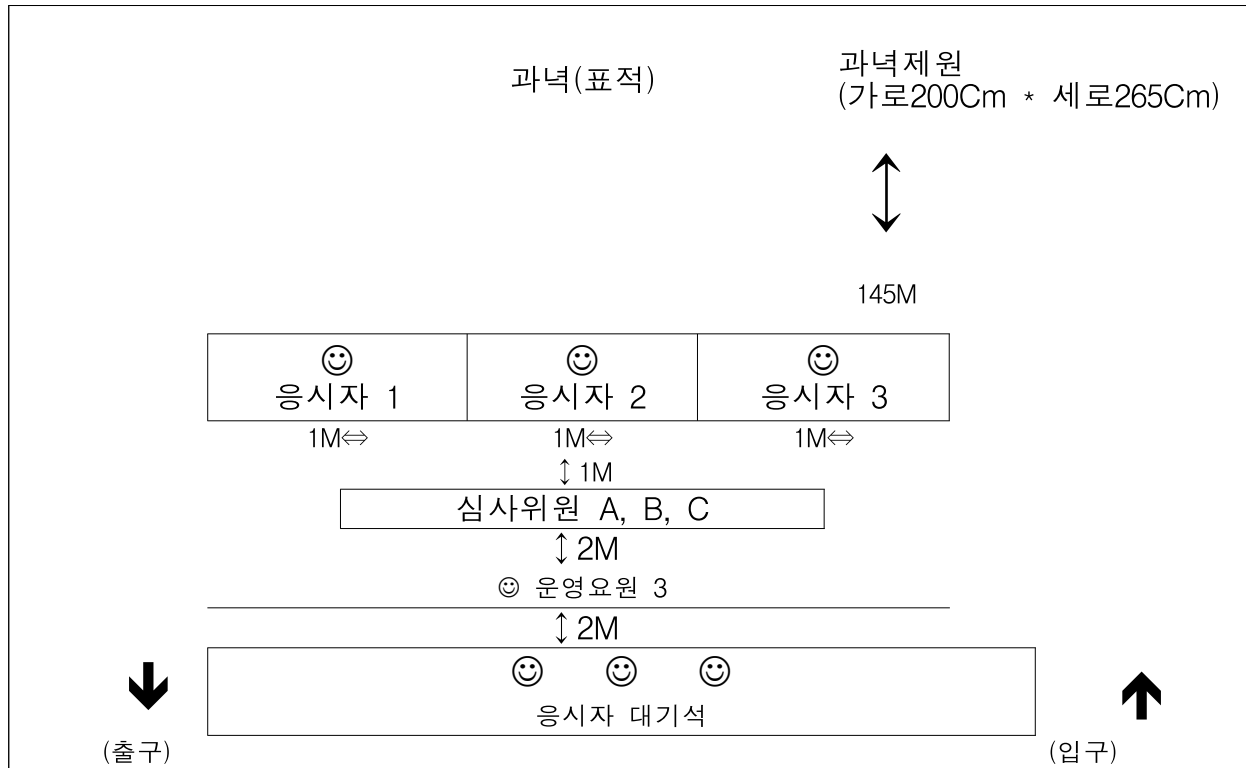 과녁(표적)
과녁제원
(가로200Cm * 세로265Cm)
145M
응시자 1
응시자 2
응시자 3
1M⇔
1M⇔
1M⇔
↕1M
심사위원 A, B, C
↕2M
☺ 운영요원 3
↕2M
응시자 대기석
(출구)
(입구)